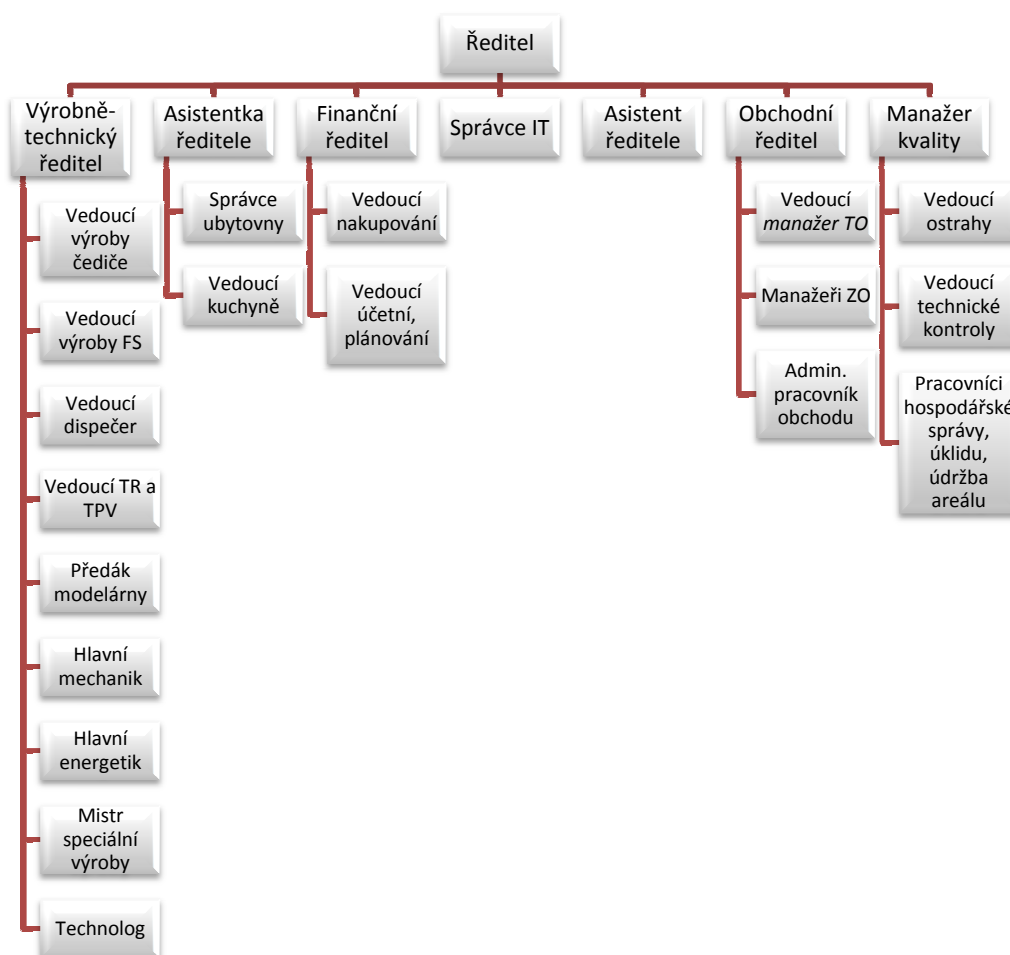 Ředitel
Výrobně-
technický
ředitel
Asistentka
ředitele
Finanční
ředitel
Správce IT
Asistent
ředitele
Obchodní
ředitel
Manažer
kvality
Vedoucí
výroby
čediče
Vedoucí
výroby FS
Vedoucí
dispečer
Vedoucí TR a
TPV
Předák
modelárny
Hlavní
mechanik
Hlavní
energetik
Mistr
speciální
výroby
Technolog
Správce
ubytovny
Vedoucí
kuchyně
Vedoucí
nakupování
Vedoucí
účetní,
plánování
Vedoucí
manažer TO
Manažeři ZO
Admin.
pracovník
obchodu
Vedoucí
ostrahy
Vedoucí
technické
kontroly
Pracovníci
hospodářské
správy,
úklidu,
údržba
areálu